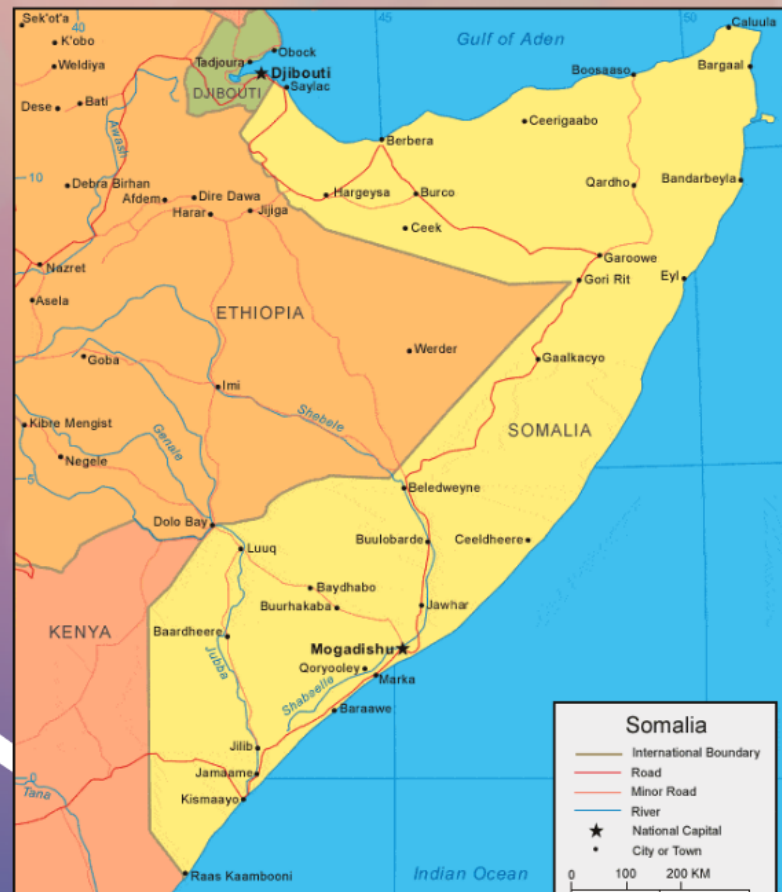 Sek'ot'a
40
45
50
Caluula
K'obo
Obock
Gulf of Aden
Weldiya
Tadjoura
Djibouti
Boosaaso
Bargaal
Saylac
DJIBOUTI
Dese
Bati
Ceerigaabo
Awash
Berbera
10
Debra Birhan
Dire Dawa
Hargeysa
Burco
Qardho
Bandarbeyla
Afdem
Harar
Jijiga
Ceek
Garoowe
Nazret
Gori Rit
Eyl
Asela
ETHIOPIA
Werder
Goba
Gaalkacyo
Imi
Shebele
Kibre Mengist
Genale
SOMALIA
Negele
5
Beledweyne
Dolo Bay
Luuq
Buulobarde
Ceeldheere
Baydhabo
Buurhakaba
Jawhar
KENYA
Baardheere
Mogadishu
Jubba
Qoryooley
Marka
Shabaelle
Baraawe
Jilib
Jamaame
0
Tana
Kismaayo
Raas Kaambooni
Indian Ocean
Somalia
International Boundary
Road
Minor Road
River
National Capital
City or Town
0 100 200 KM